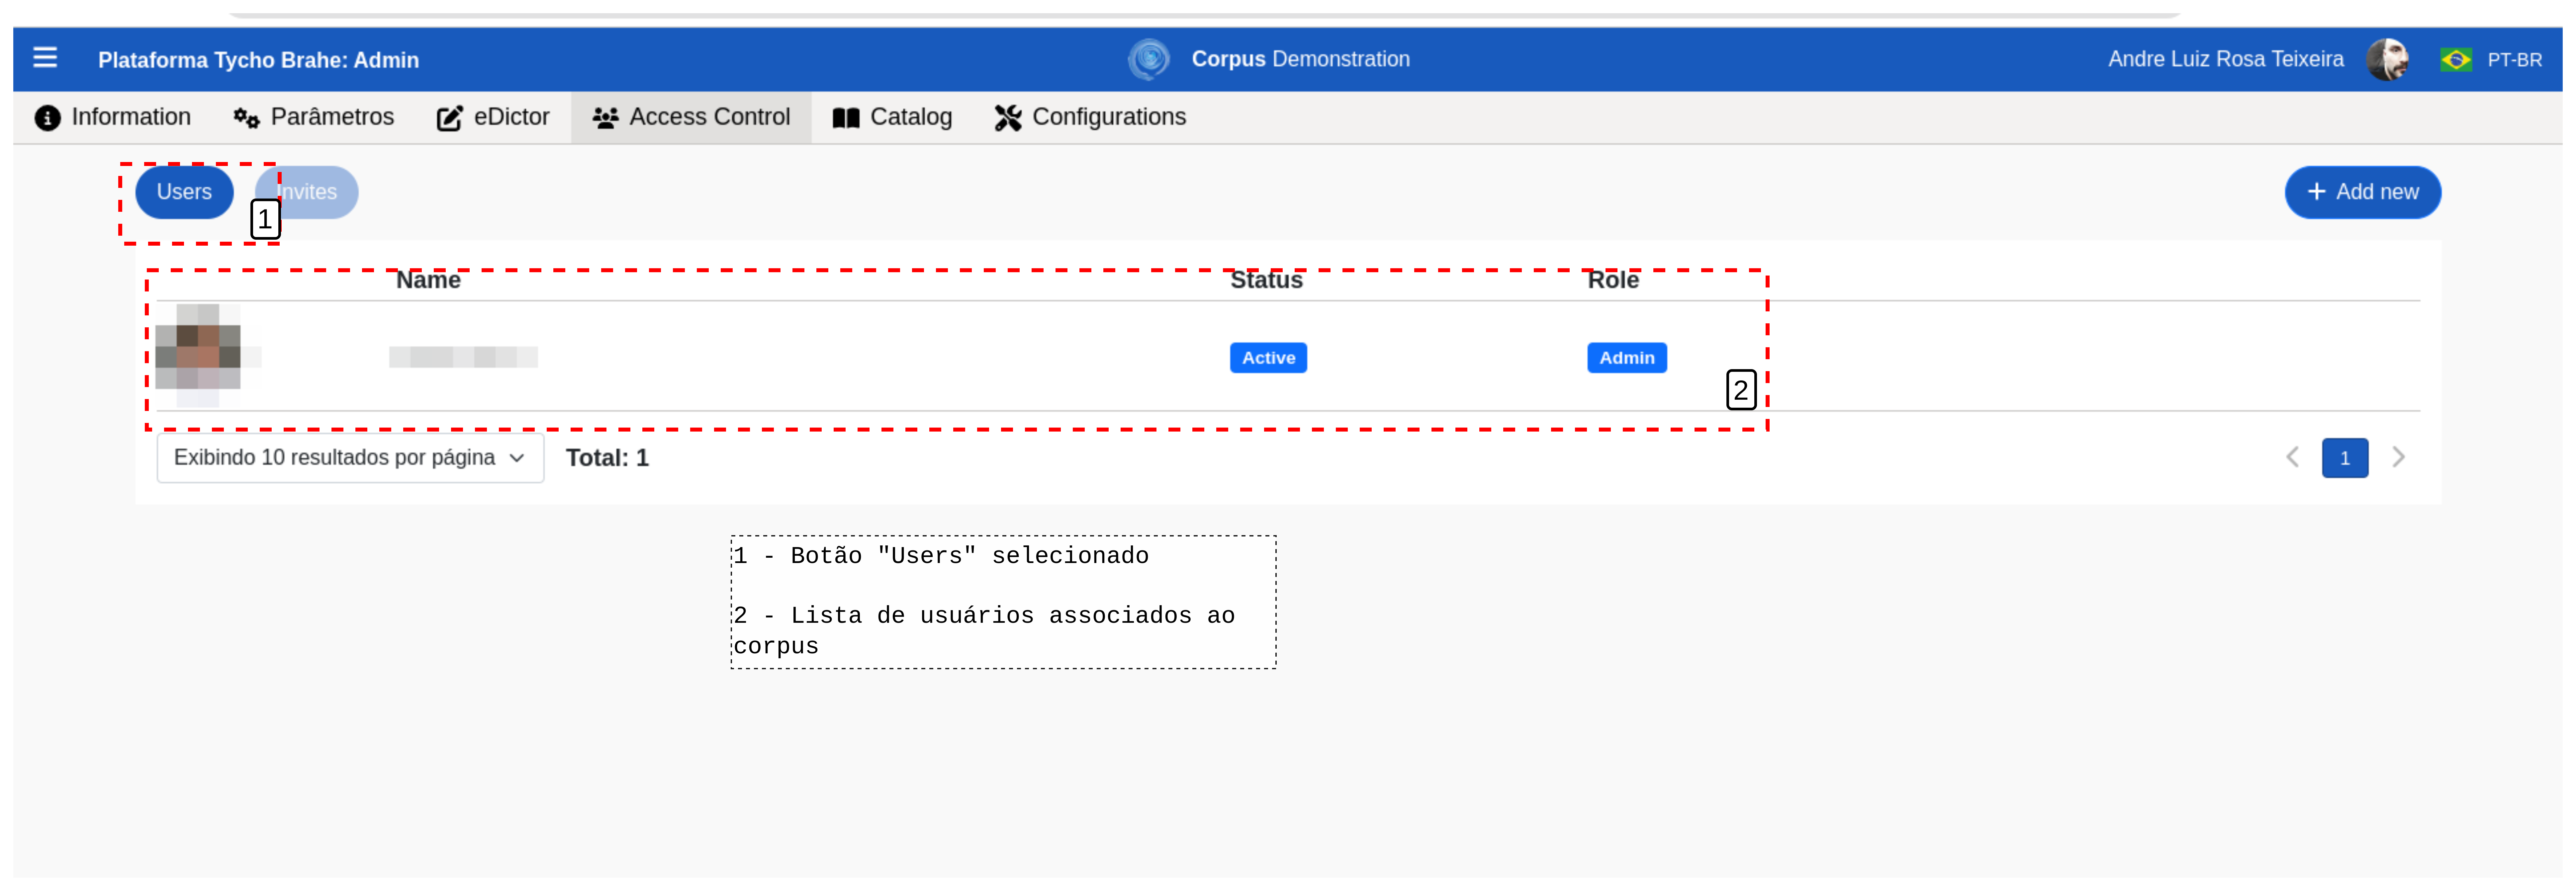 Plataforma Tycho Brahe: Admin
Corpus Demonstration
Andre Luiz Rosa Teixeira
PT-BR
Information
Parâmetros
eDictor
Access Control
Catalog
Configurations
Users
Invites
1
+ Add new
Name
Status
Role
Active
Admin
2
Exibindo 10 resultados por página
Total: 1
1
1 - Botão "Users" selecionado
2 - Lista de usuários associados ao
corpus